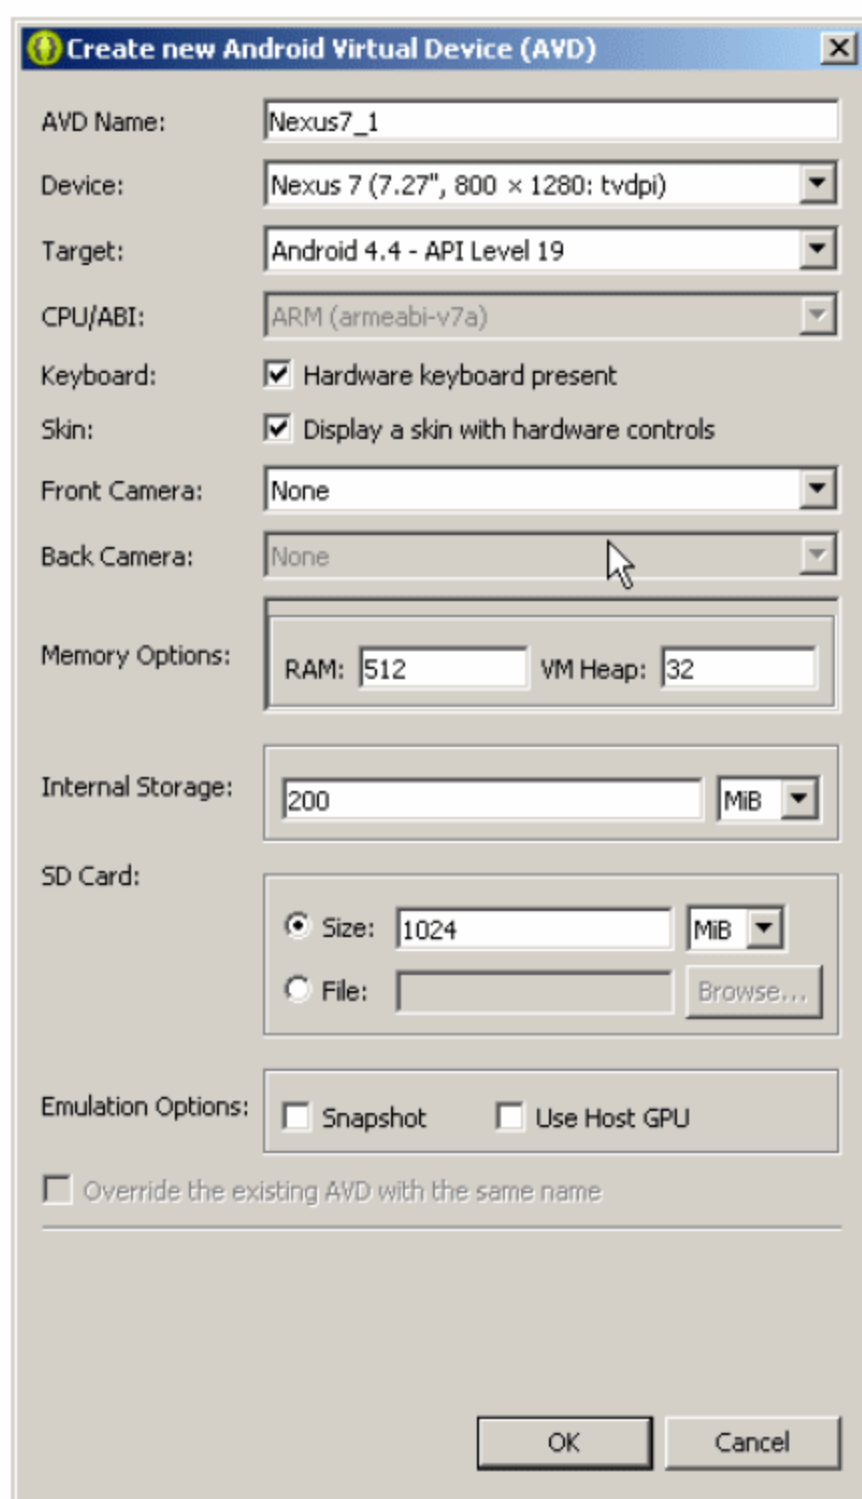 Create new Android Virtual Device (AVD)
AVD Name: Nexus7_1
Device: Nexus 7 (7.27", 800 × 1280: tvdpi)
Target: Android 4.4 - API Level 19
CPU/ABI: ARM (armeabi-v7a)
Keyboard: Hardware keyboard present
Skin: Display a skin with hardware controls
Front Camera: None
Back Camera: None
Memory Options: RAM: 512 VM Heap: 32
Internal Storage: 200 MiB
SD Card:
Size: 1024 MiB
File: Browse...
Emulation Options: Snapshot Use Host GPU
Override the existing AVD with the same name
OK Cancel